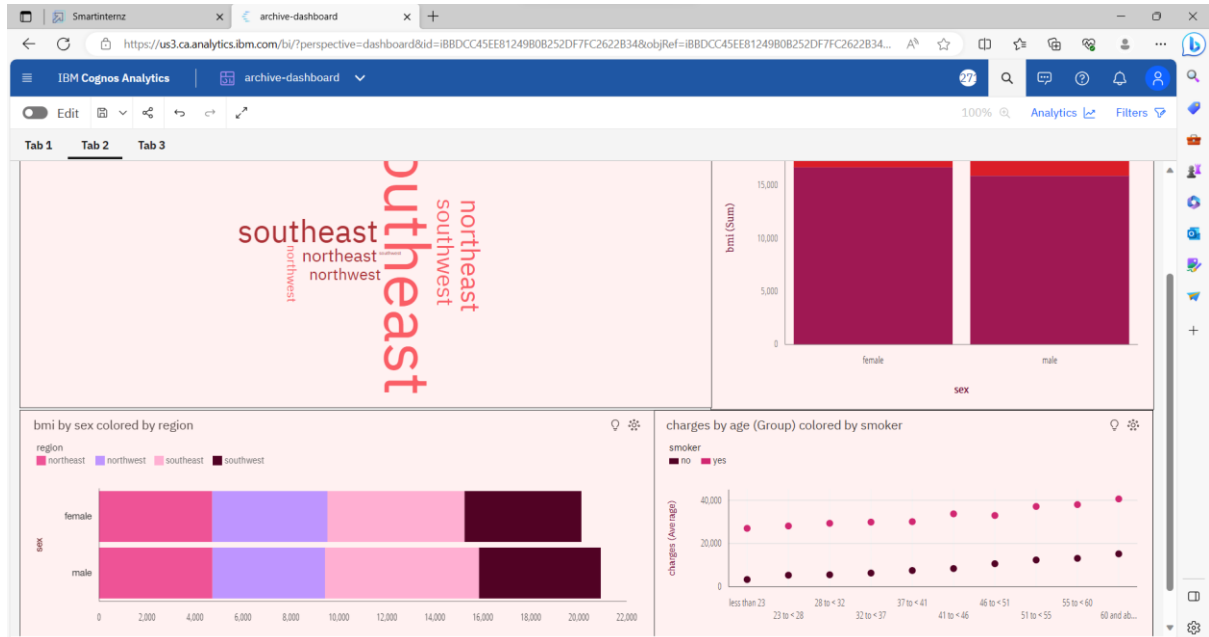 Smartinternz
archive-dashboard
https://us3.ca.analytics.ibm.com/bi/?perspective=dashboard&id=iBBDCC45EE81249B0B252DF7FC2622B34&objRef=iBBDCC45EE81249B0B252DF7FC2622B34...
IBM Cognos Analytics
archive-dashboard
Edit
100%
Analytics
Filters
Tab 1 Tab 2 Tab 3
southeast
northeast
northwest
northwest
southwest
northeast
15,000
10,000
5,000
0
bmi (Sum)
female male
sex
bmi by sex colored by region
region
northeast northwest southeast southwest
female
male
sex
0 2,000 4,000 6,000 8,000 10,000 12,000 14,000 16,000 18,000 20,000 22,000
charges by age (Group) colored by smoker
smoker
no yes
charges (Average)
40,000
20,000
0
less than 23 28 to < 32 37 to < 41 46 to < 51 55 to < 60
23 to < 28 32 to < 37 41 to < 46 51 to < 55 60 and ab...